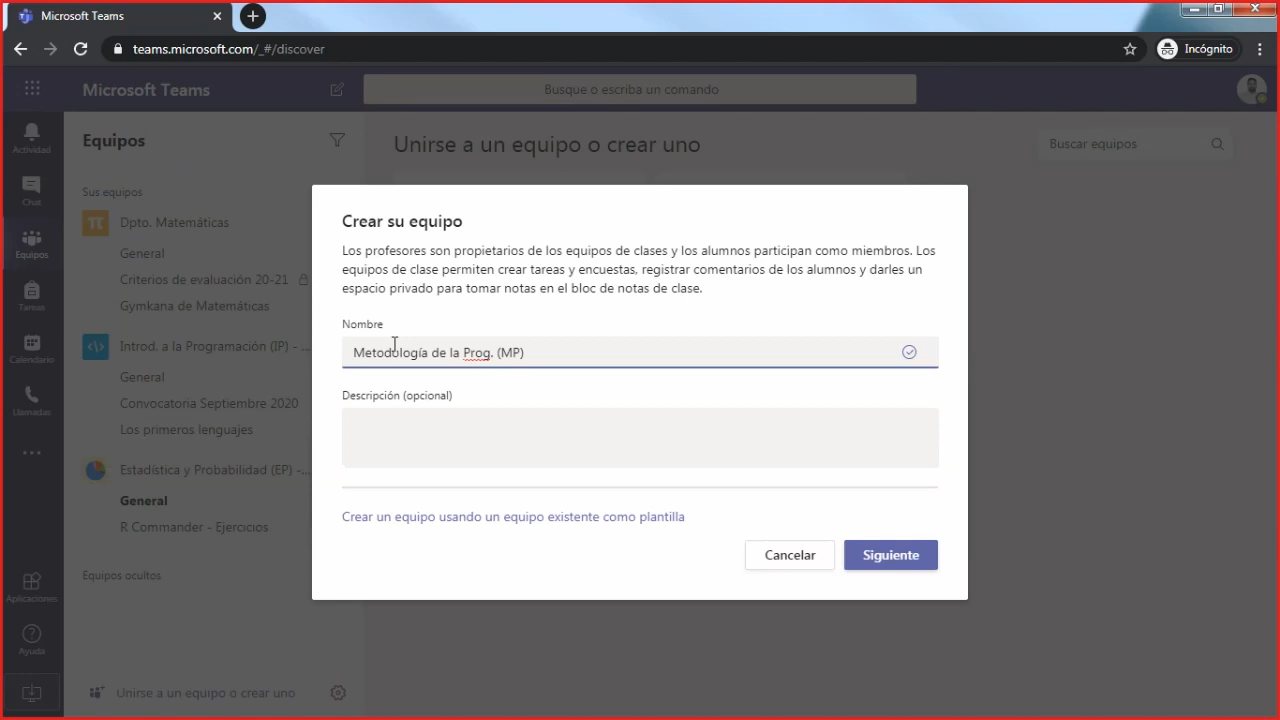 Microsoft Teams
teams.microsoft.com/_#/discover
Incógnito
Microsoft Teams
Busque o escriba un comando
Actividad
Chat
Equipos
Tareas
Calendario
Llamadas
Aplicaciones
Ayuda
Equipos
Sus equipos
Dpto. Matemáticas
General
Criterios de evaluación 20-21
Gymkana de Matemáticas
Introd. a la Programación (IP) - ...
General
Convocatoria Septiembre 2020
Los primeros lenguajes
Estadística y Probabilidad (EP) -...
General
R Commander - Ejercicios
Equipos ocultos
Unirse a un equipo o crear uno
Unirse a un equipo o crear uno
Buscar equipos
Crear su equipo
Los profesores son propietarios de los equipos de clases y los alumnos participan como miembros. Los
equipos de clase permiten crear tareas y encuestas, registrar comentarios de los alumnos y darles un
espacio privado para tomar notas en el bloc de notas de clase.
Nombre
Metodología de la Prog. (MP)
Descripción (opcional)
Crear un equipo usando un equipo existente como plantilla
Cancelar
Siguiente